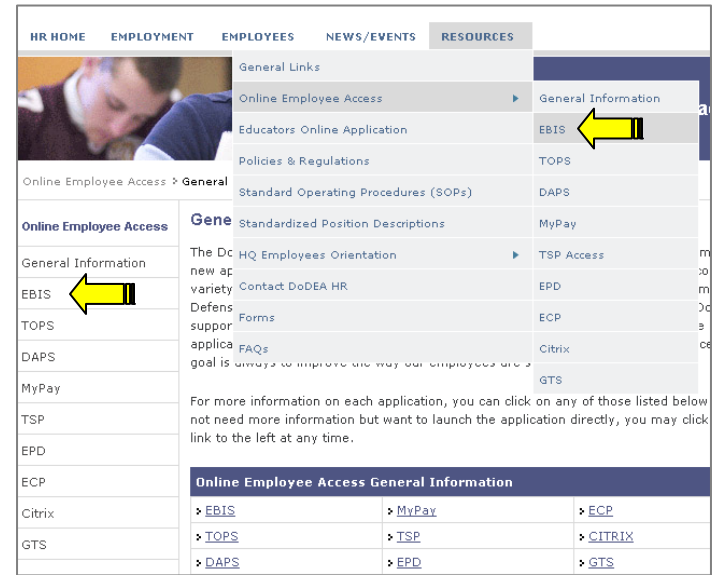 HR HOME EMPLOYMENT EMPLOYEES NEWS/EVENTS RESOURCES
General Links
Online Employee Access
Educators Online Application
Policies & Regulations
Standard Operating Procedures (SOPs)
Standardized Position Descriptions
HQ Employees Orientation
Contact DoDEA HR
Forms
FAQs
General Information
EBIS
TOPS
DAPS
MyPay
TSP Access
EPD
ECP
Citrix
GTS
Online Employee Access > General
Online Employee Access
General Information
EBIS
TOPS
DAPS
MyPay
TSP
EPD
ECP
Citrix
GTS
Gene
The Do
new ap
variety
Defens
suppor
applica
goal is always to improve the way our employees are s
For more information on each application, you can click on any of those listed below
not need more information but want to launch the application directly, you may click
link to the left at any time.
Online Employee Access General Information
EBIS MyPay ECP
TOPS TSP CITRIX
DAPS EPD GTS